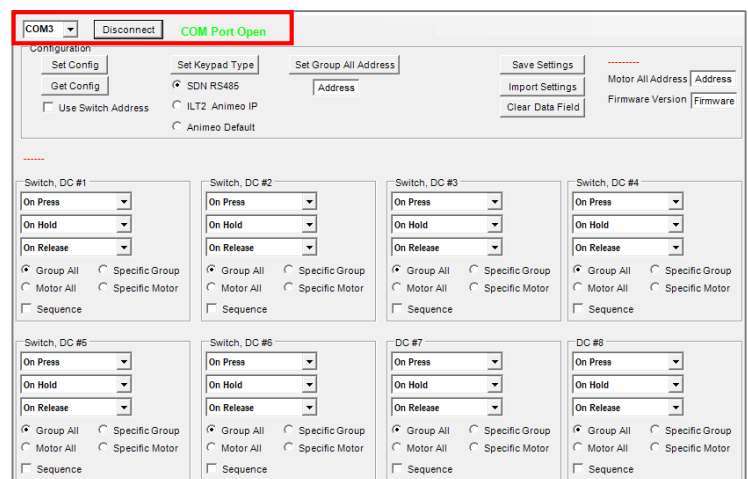 COM3 Disconnect COM Port Open
Configuration
Set Config Set Keypad Type Set Group All Address Save Settings ---------
Get Config SDN RS485 Address Import Settings Motor All Address Address
Use Switch Address ILT2 Animeo IP Clear Data Field Firmware Version Firmware
Animeo Default
------
Switch, DC #1 Switch, DC #2 Switch, DC #3 Switch, DC #4
On Press On Press On Press On Press
On Hold On Hold On Hold On Hold
On Release On Release On Release On Release
Group All Specific Group Group All Specific Group Group All Specific Group Group All Specific Group
Motor All Specific Motor Motor All Specific Motor Motor All Specific Motor Motor All Specific Motor
Sequence Sequence Sequence Sequence
Switch, DC #5 Switch, DC #6 DC #7 DC #8
On Press On Press On Press On Press
On Hold On Hold On Hold On Hold
On Release On Release On Release On Release
Group All Specific Group Group All Specific Group Group All Specific Group Group All Specific Group
Motor All Specific Motor Motor All Specific Motor Motor All Specific Motor Motor All Specific Motor
Sequence Sequence Sequence Sequence